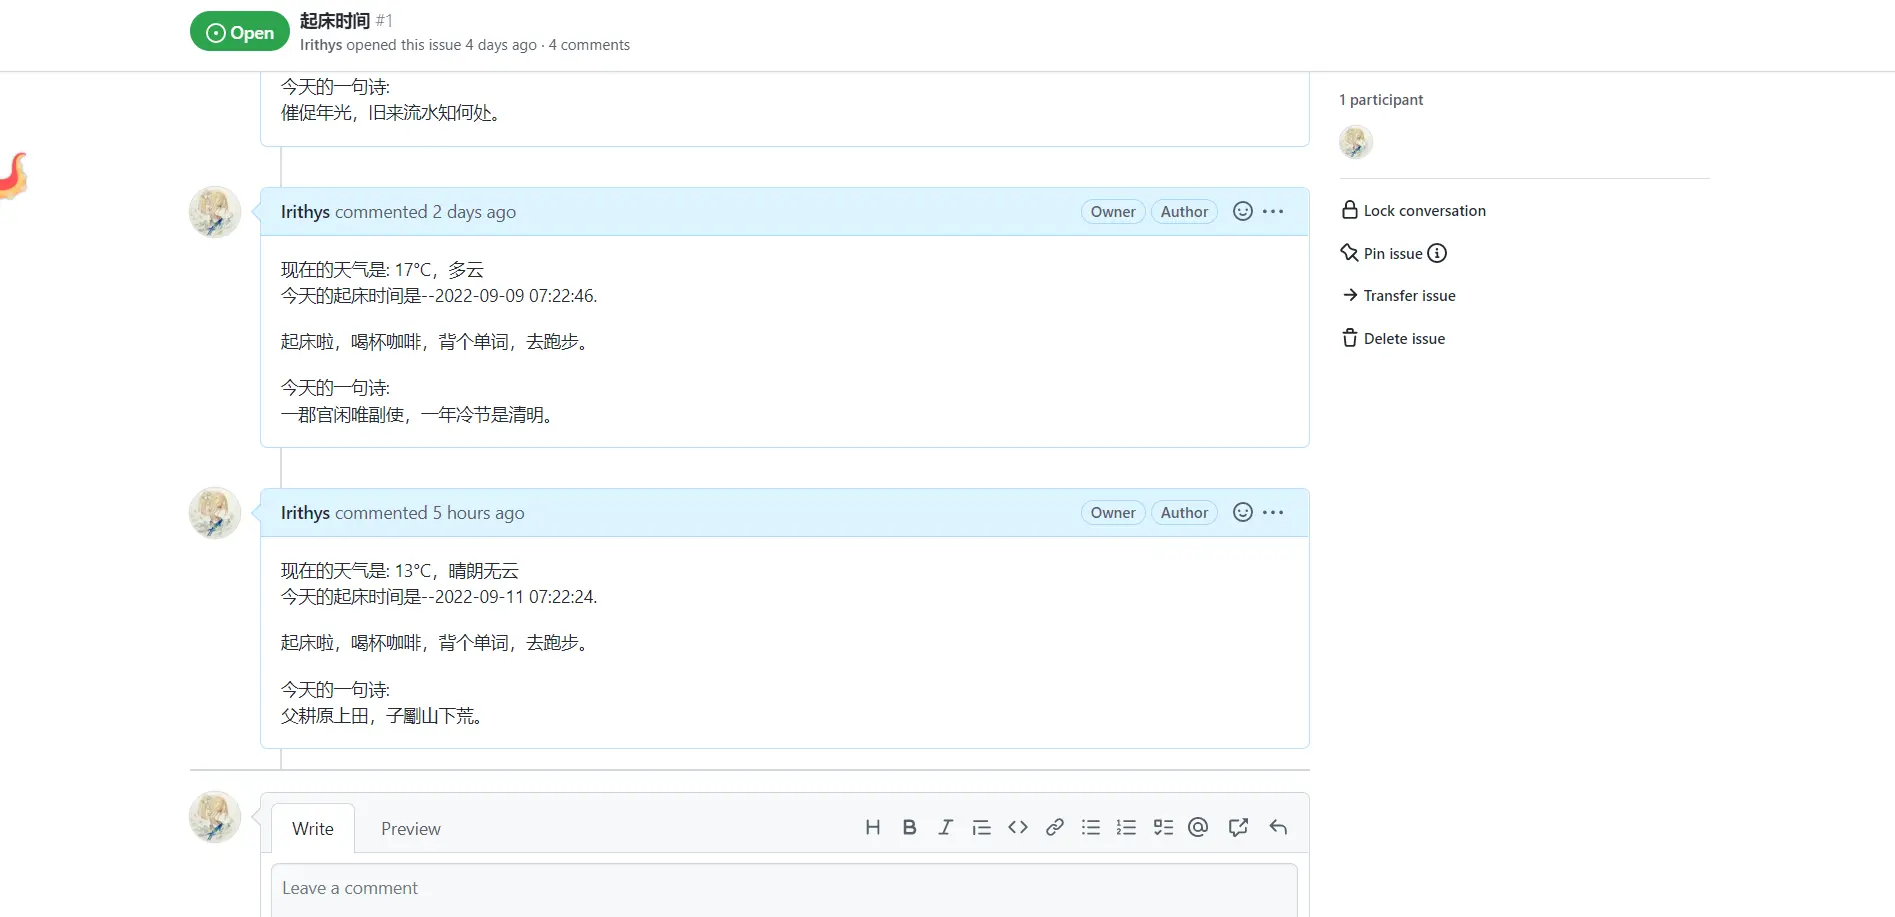 Open
起床时间 #1
Irithys opened this issue 4 days ago · 4 comments
今天的一句诗:
催促年光，旧来流水知何处。
1 participant
Irithys commented 2 days ago
Owner
Author
现在的天气是: 17°C，多云
今天的起床时间是--2022-09-09 07:22:46.
起床啦，喝杯咖啡，背个单词，去跑步。
今天的一句诗:
一郡官闲唯副使，一年冷节是清明。
Lock conversation
Pin issue
Transfer issue
Delete issue
Irithys commented 5 hours ago
Owner
Author
现在的天气是: 13°C，晴朗无云
今天的起床时间是--2022-09-11 07:22:24.
起床啦，喝杯咖啡，背个单词，去跑步。
今天的一句诗:
父耕原上田，子劚山下荒。
Write
Preview
Leave a comment